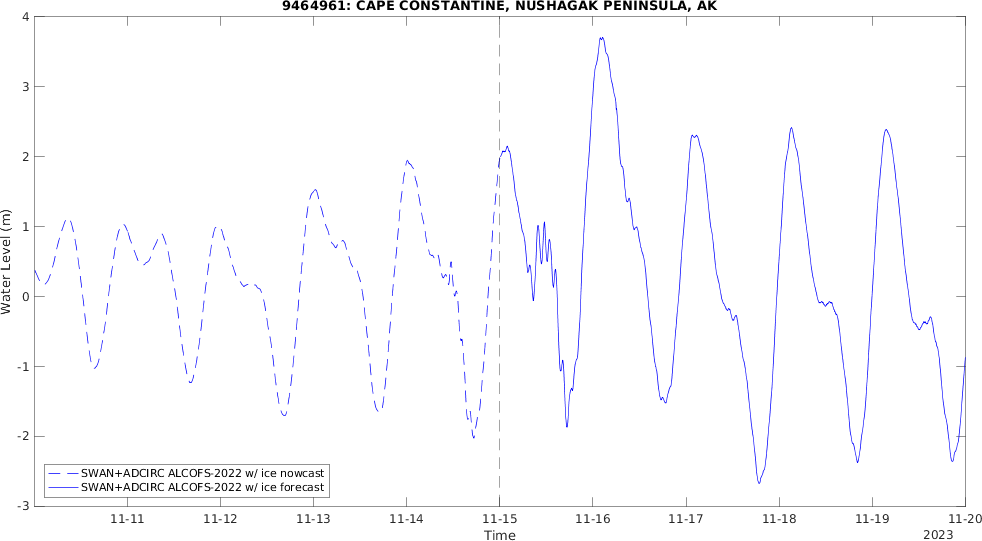 9464961: CAPE CONSTANTINE, NUSHAGAK PENINSULA, AK
4
3
2
1
0
-1
-2
-3
Water Level (m)
SWAN+ADCIRC ALCOFS-2022 w/ ice nowcast
SWAN+ADCIRC ALCOFS-2022 w/ ice forecast
11-11 11-12 11-13 11-14 11-15 11-16 11-17 11-18 11-19 11-20
Time
2023